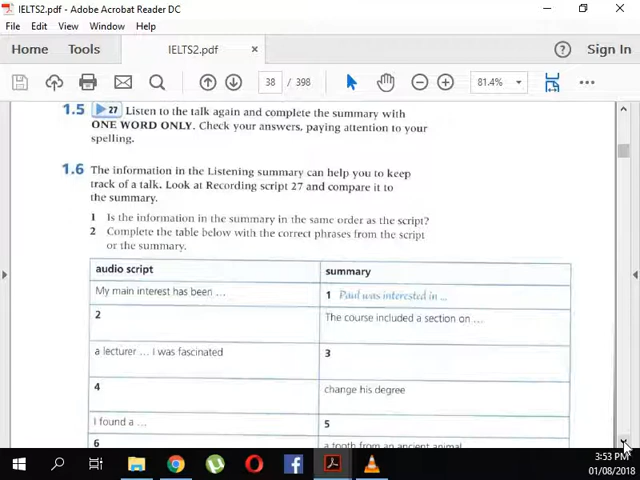 IELTS2.pdf - Adobe Acrobat Reader DC
File Edit View Window Help
Home Tools IELTS2.pdf × ? Sign In
38 / 398 81.4%
1.5 27 Listen to the talk again and complete the summary with
ONE WORD ONLY. Check your answers, paying attention to your
spelling.
1.6 The information in the Listening summary can help you to keep
track of a talk. Look at Recording script 27 and compare it to
the summary.
1 Is the information in the summary in the same order as the script?
2 Complete the table below with the correct phrases from the script
or the summary.
audio script summary
My main interest has been ... 1 Paul was interested in ...
2 The course included a section on ...
a lecturer ... I was fascinated 3
4 change his degree
I found a ... 5
6 a tooth from an ancient animal
3:53 PM
01/08/2018